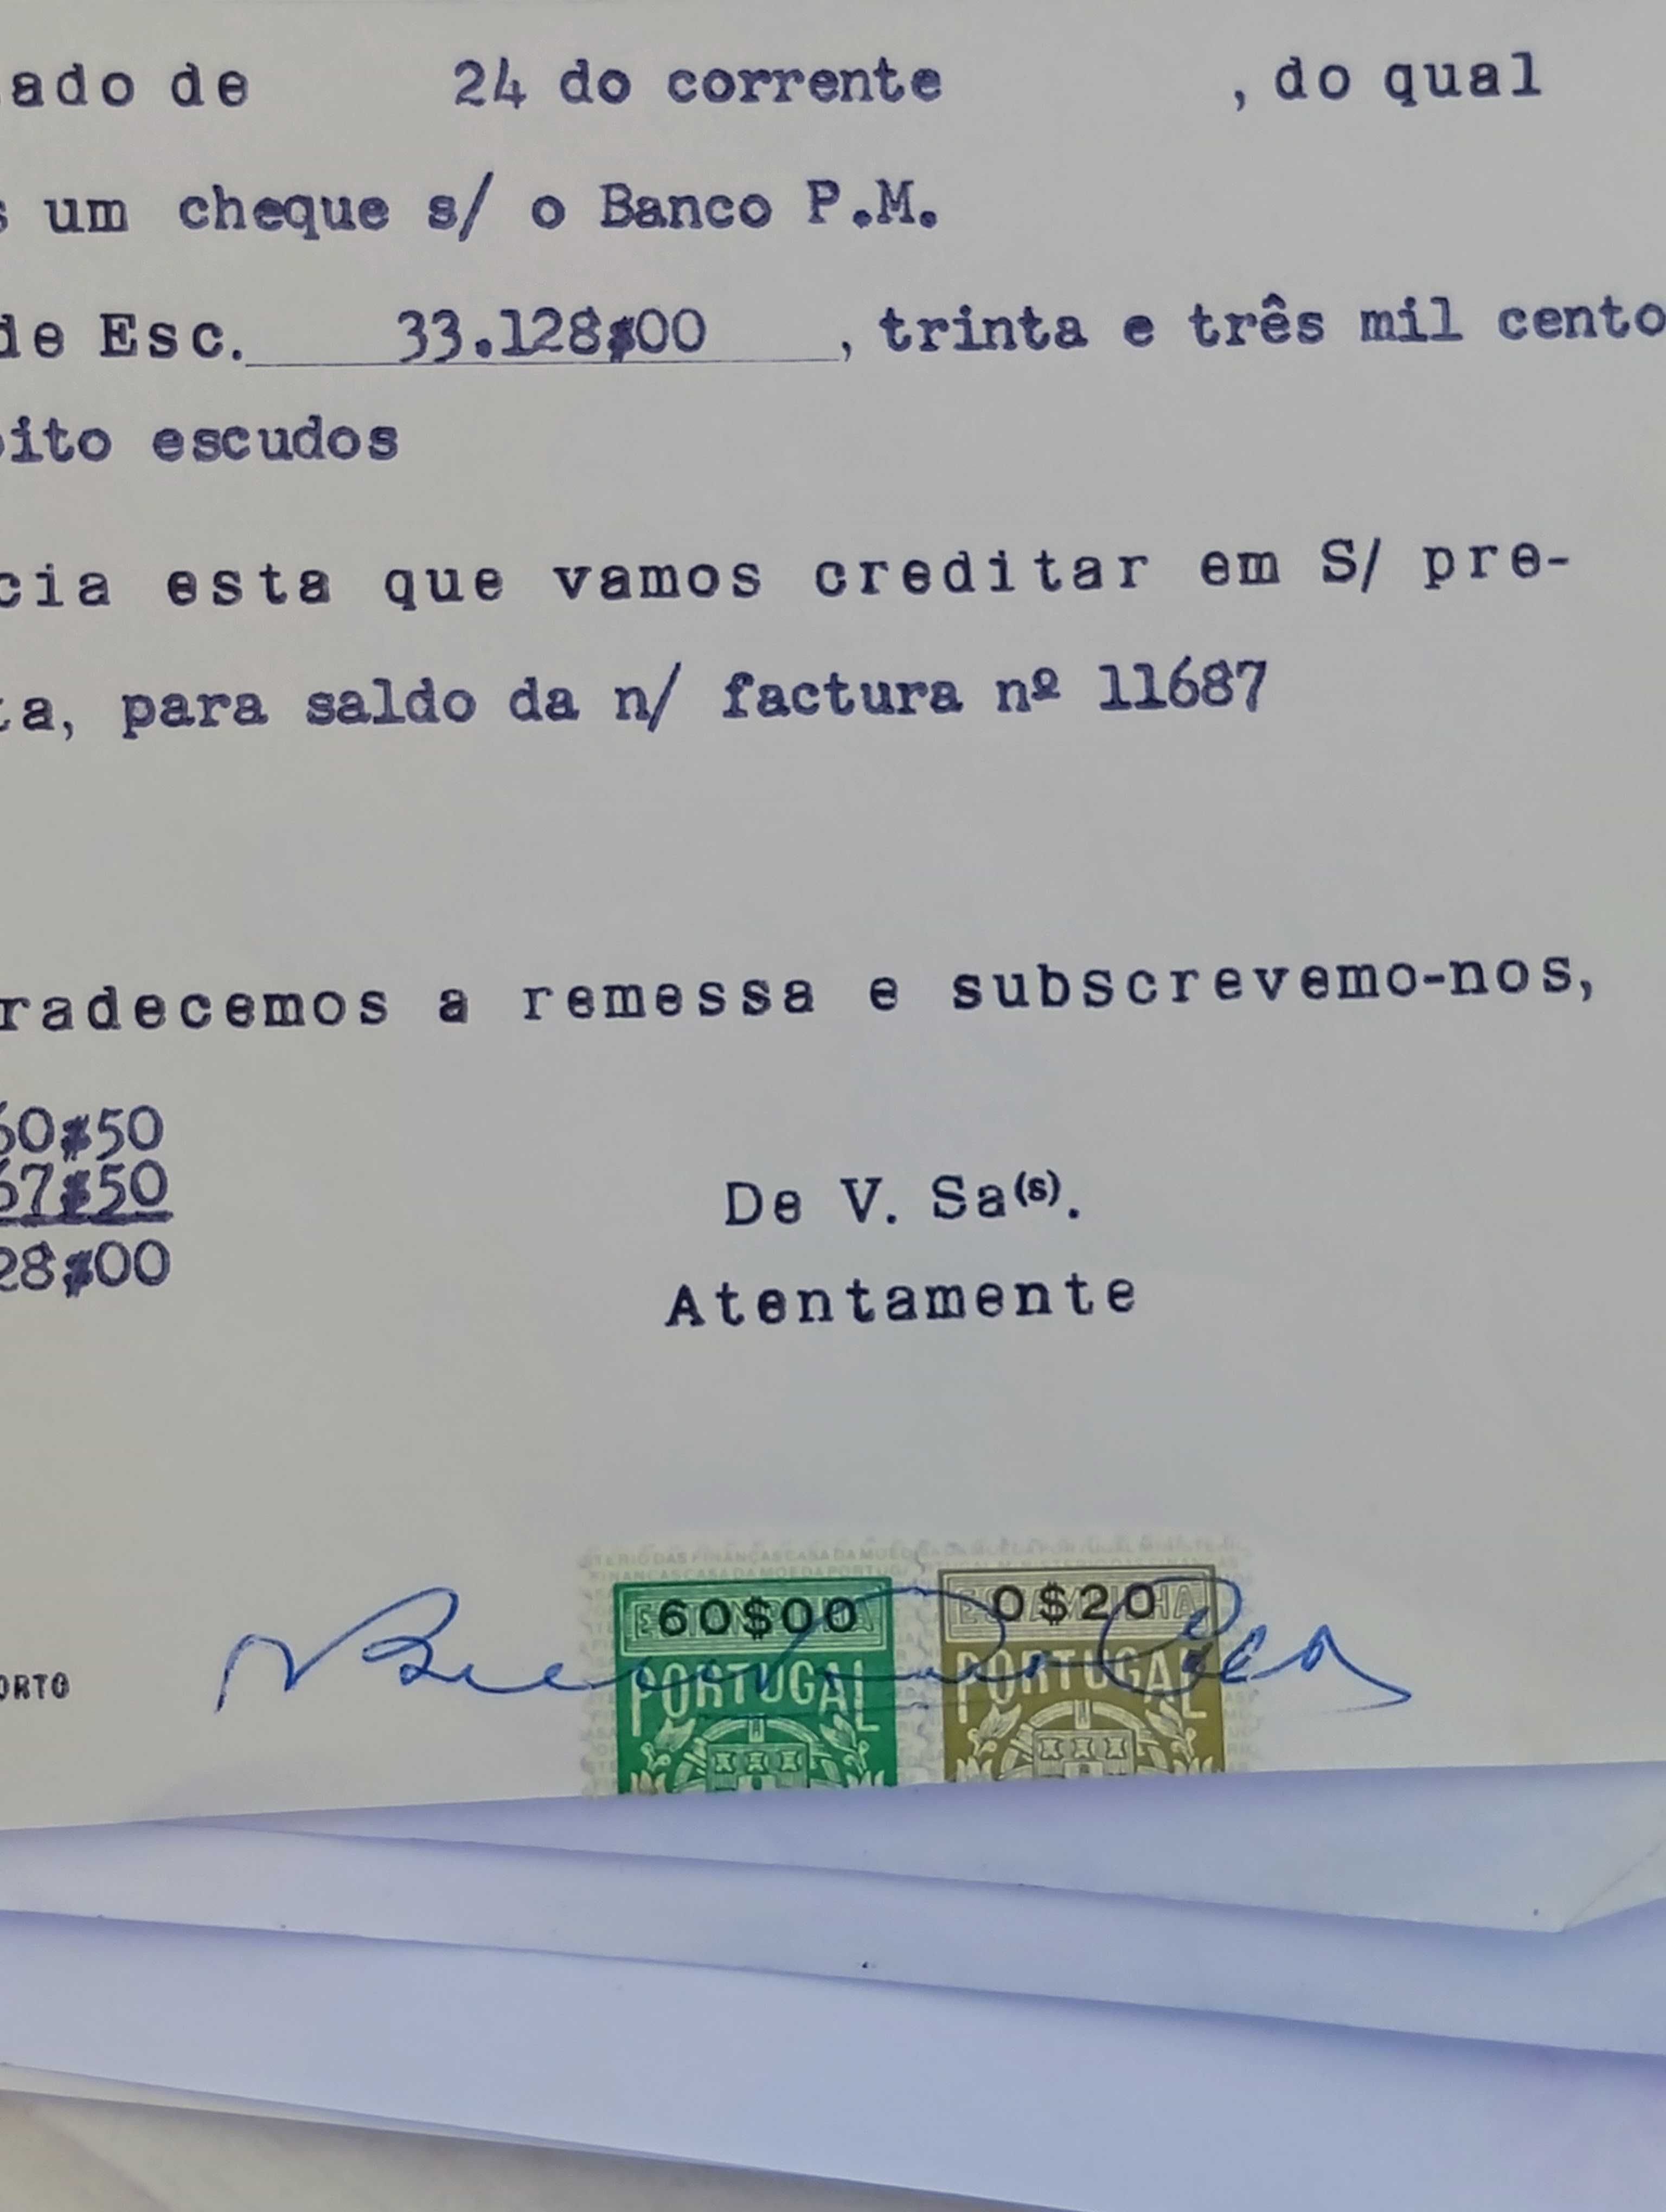 ado de 24 do corrente , do qual
s um cheque s/ o Banco P.M.
de Esc. 33.128$00 , trinta e três mil cento
oito escudos
cia esta que vamos creditar em S/ pre-
ta, para saldo da n/ factura nº 11687
radecemos a remessa e subscrevemo-nos,
60$50
67$50
28$00
De V. Sa(s).
Atentamente
60$00 0$20
PORTUGAL PORTUGAL
ORTO